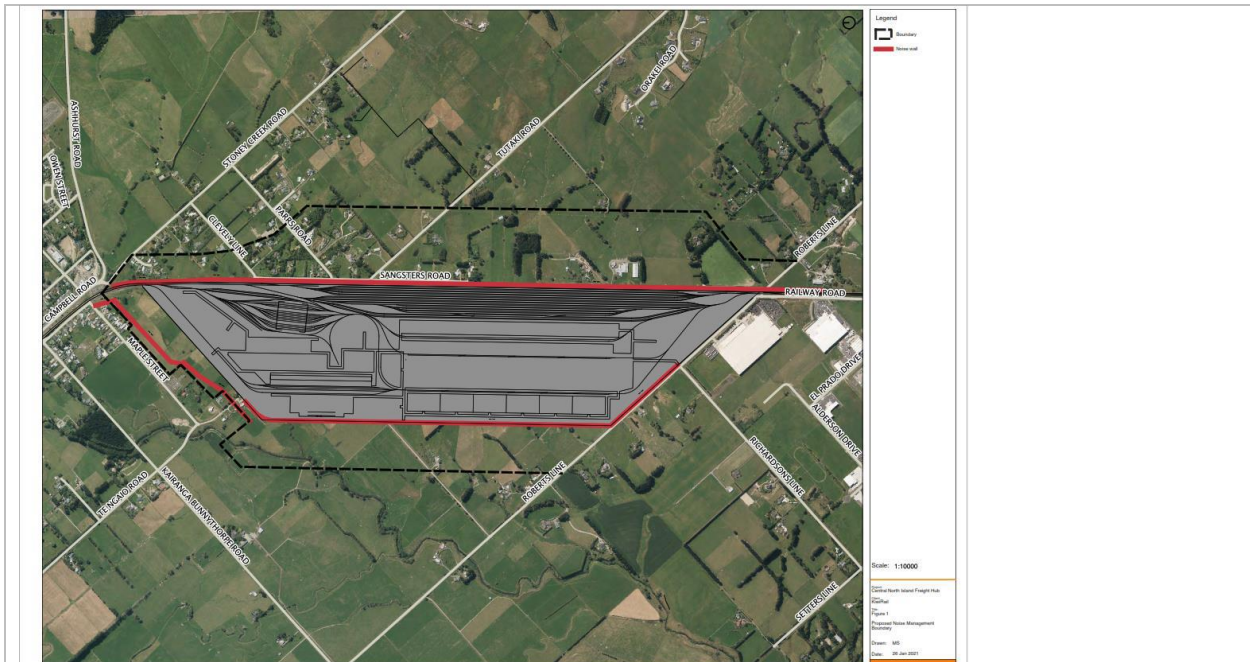 Legend
Boundary
Noise wall
ASHHURST ROAD
OWEN STREET
STONEY CREEK ROAD
DRAKE ROAD
TUTAKI ROAD
PARRS ROAD
CLEVELY LINE
ROBERTS LINE
SANGSTERS ROAD
RAILWAY ROAD
CAMPBELL ROAD
MAPLE STREET
EL PRADO DRIVE
ALDERSON DRIVE
RICHARDSONS LINE
ROBERTS LINE
TE NGAIO ROAD
KAIRANGA BUNNYTHORPE ROAD
SETTERS LINE
Scale: 1:10000
Central North Island Freight Hub
KiwiRail
Title
Figure 1
Proposed Noise Management
Boundary
Drawn: MS
Date: 26 Jan 2021